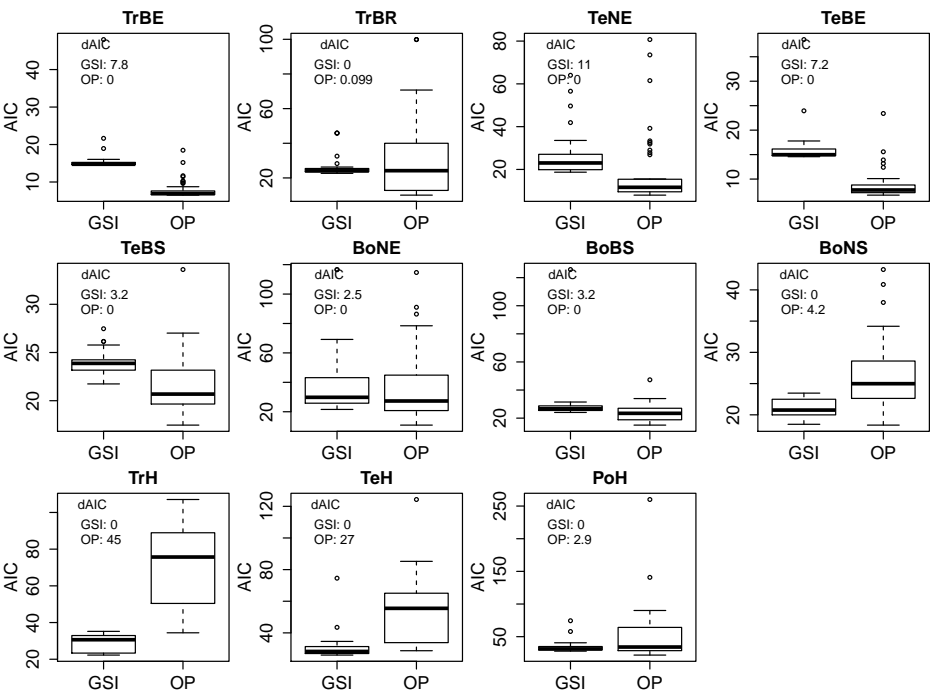 TrBE
dAIC
GSI: 7.8
OP: 0
AIC
10
20
30
40
GSI OP
TrBR
dAIC
GSI: 0
OP: 0.099
AIC
20
60
100
GSI OP
TeNE
dAIC
GSI: 11
OP: 0
AIC
20
40
60
80
GSI OP
TeBE
dAIC
GSI: 7.2
OP: 0
AIC
10
20
30
GSI OP
TeBS
dAIC
GSI: 3.2
OP: 0
AIC
20
25
30
GSI OP
BoNE
dAIC
GSI: 2.5
OP: 0
AIC
20
60
100
GSI OP
BoBS
dAIC
GSI: 3.2
OP: 0
AIC
20
60
100
GSI OP
BoNS
dAIC
GSI: 0
OP: 4.2
AIC
20
30
40
GSI OP
TrH
dAIC
GSI: 0
OP: 45
AIC
20
40
60
80
GSI OP
TeH
dAIC
GSI: 0
OP: 27
AIC
40
80
120
GSI OP
PoH
dAIC
GSI: 0
OP: 2.9
AIC
50
150
250
GSI OP